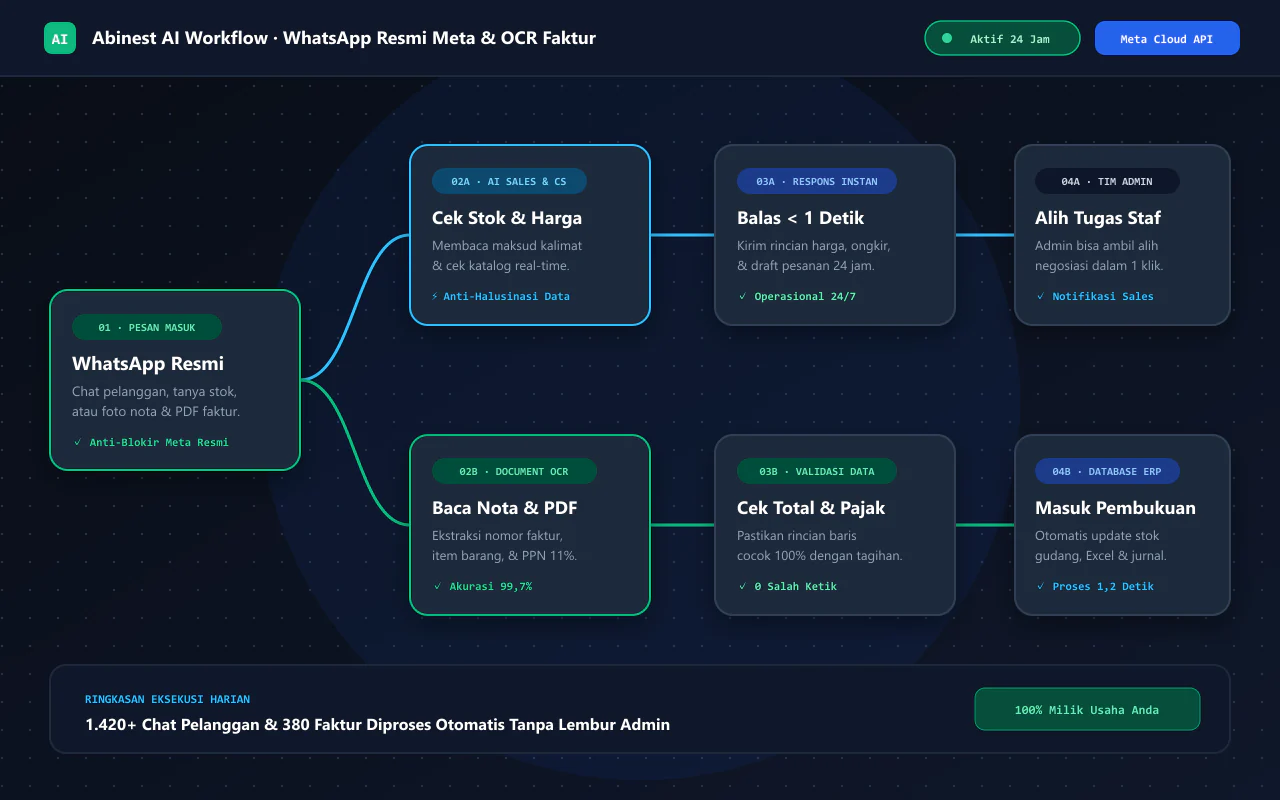 AI
Abinest AI Workflow · WhatsApp Resmi Meta & OCR Faktur
Aktif 24 Jam
Meta Cloud API
01 · PESAN MASUK
WhatsApp Resmi
Chat pelanggan, tanya stok,
atau foto nota & PDF faktur.
✓ Anti-Blokir Meta Resmi
02A · AI SALES & CS
Cek Stok & Harga
Membaca maksud kalimat
& cek katalog real-time.
⚡ Anti-Halusinasi Data
03A · RESPONS INSTAN
Balas < 1 Detik
Kirim rincian harga, ongkir,
& draft pesanan 24 jam.
✓ Operasional 24/7
04A · TIM ADMIN
Alih Tugas Staf
Admin bisa ambil alih
negosiasi dalam 1 klik.
✓ Notifikasi Sales
02B · DOCUMENT OCR
Baca Nota & PDF
Ekstraksi nomor faktur,
item barang, & PPN 11%.
✓ Akurasi 99,7%
03B · VALIDASI DATA
Cek Total & Pajak
Pastikan rincian baris
cocok 100% dengan tagihan.
✓ 0 Salah Ketik
04B · DATABASE ERP
Masuk Pembukuan
Otomatis update stok
gudang, Excel & jurnal.
✓ Proses 1,2 Detik
RINGKASAN EKSEKUSI HARIAN
1.420+ Chat Pelanggan & 380 Faktur Diproses Otomatis Tanpa Lembur Admin
100% Milik Usaha Anda